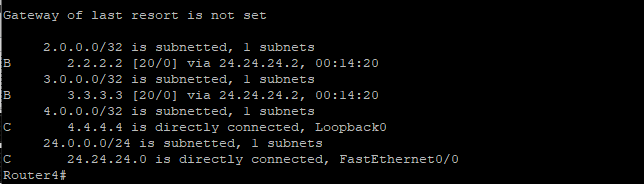 Gateway of last resort is not set
     2.0.0.0/32 is subnetted, 1 subnets
B       2.2.2.2 [20/0] via 24.24.24.2, 00:14:20
     3.0.0.0/32 is subnetted, 1 subnets
B       3.3.3.3 [20/0] via 24.24.24.2, 00:14:20
     4.0.0.0/32 is subnetted, 1 subnets
C       4.4.4.4 is directly connected, Loopback0
     24.0.0.0/24 is subnetted, 1 subnets
C       24.24.24.0 is directly connected, FastEthernet0/0
Router4#